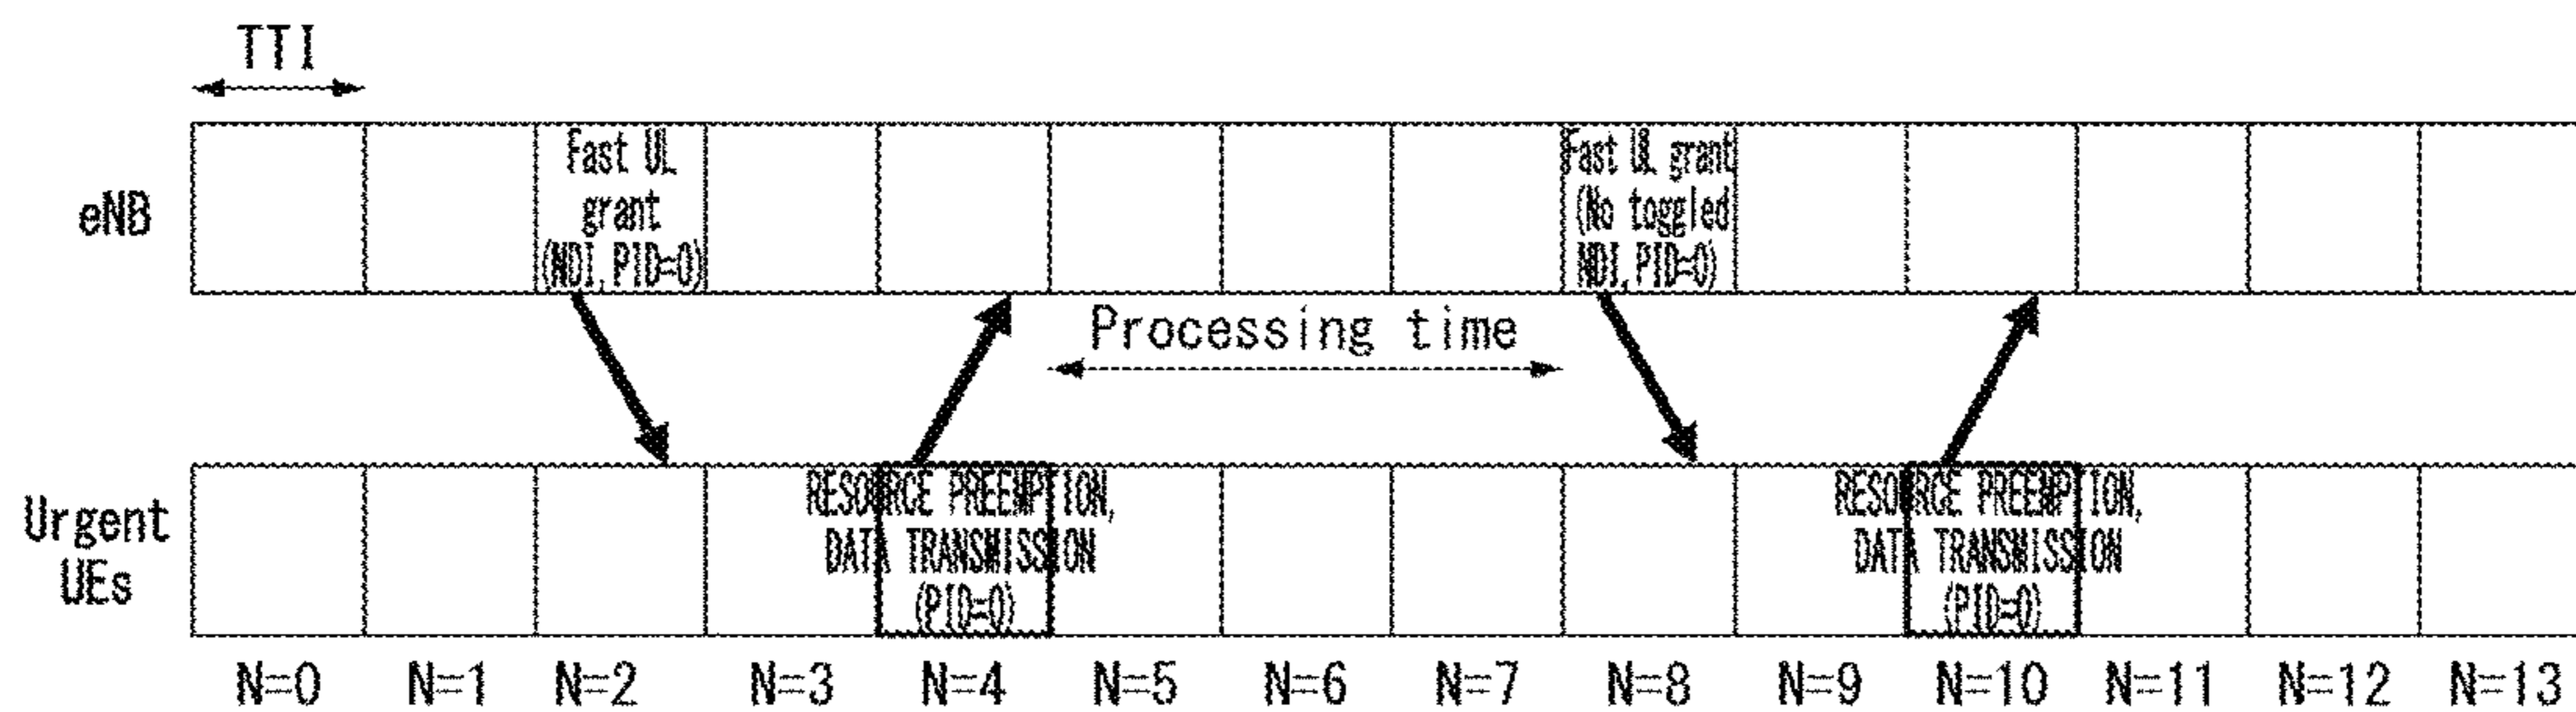 TTI
eNB
Fast UL
grant
(NDI, PID=0)
Fast UL grant
(No toggled
NDI, PID=0)
Processing time
Urgent
UEs
RESOURCE PREEMPTION,
DATA TRANSMISSION
(PID=0)
RESOURCE PREEMPTION,
DATA TRANSMISSION
(PID=0)
N=0 N=1 N=2 N=3 N=4 N=5 N=6 N=7 N=8 N=9 N=10 N=11 N=12 N=13